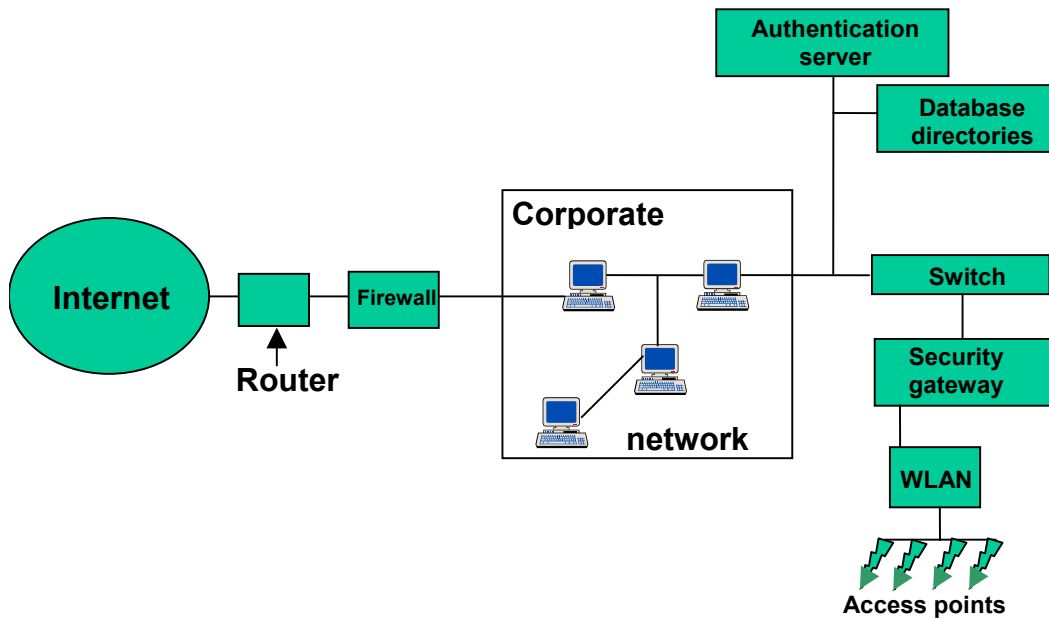 Authentication
server
Database
directories
Corporate
Internet
Firewall
Switch
Router
Security
gateway
network
WLAN
Access points